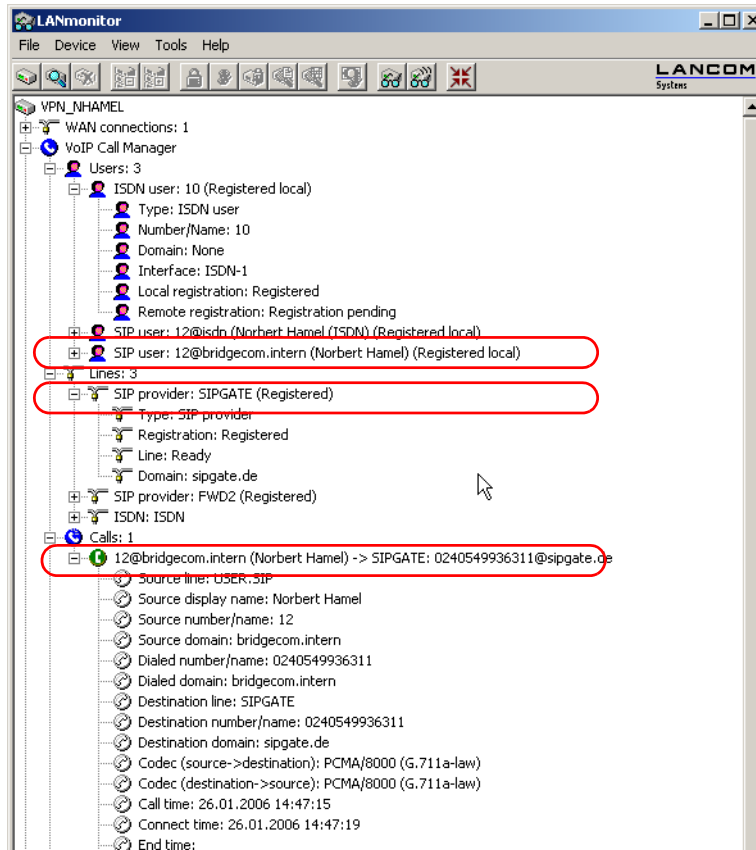 LANmonitor
File Device View Tools Help
LANCOM
Systems
VPN_NHAMEL
WAN connections: 1
VoIP Call Manager
Users: 3
ISDN user: 10 (Registered local)
Type: ISDN user
Number/Name: 10
Domain: None
Interface: ISDN-1
Local registration: Registered
Remote registration: Registration pending
SIP user: 12@isdn (Norbert Hamel (ISDN) (Registered local)
SIP user: 12@bridgecom.intern (Norbert Hamel) (Registered local)
Lines: 3
SIP provider: SIPGATE (Registered)
Type: SIP provider
Registration: Registered
Line: Ready
Domain: sipgate.de
SIP provider: FWD2 (Registered)
ISDN: ISDN
Calls: 1
12@bridgecom.intern (Norbert Hamel) -> SIPGATE: 0240549936311@sipgate.de
Source line: USER.SIP
Source display name: Norbert Hamel
Source number/name: 12
Source domain: bridgecom.intern
Dialed number/name: 0240549936311
Dialed domain: bridgecom.intern
Destination line: SIPGATE
Destination number/name: 0240549936311
Destination domain: sipgate.de
Codec (source->destination): PCMA/8000 (G.711a-law)
Codec (destination->source): PCMA/8000 (G.711a-law)
Call time: 26.01.2006 14:47:15
Connect time: 26.01.2006 14:47:19
End time: